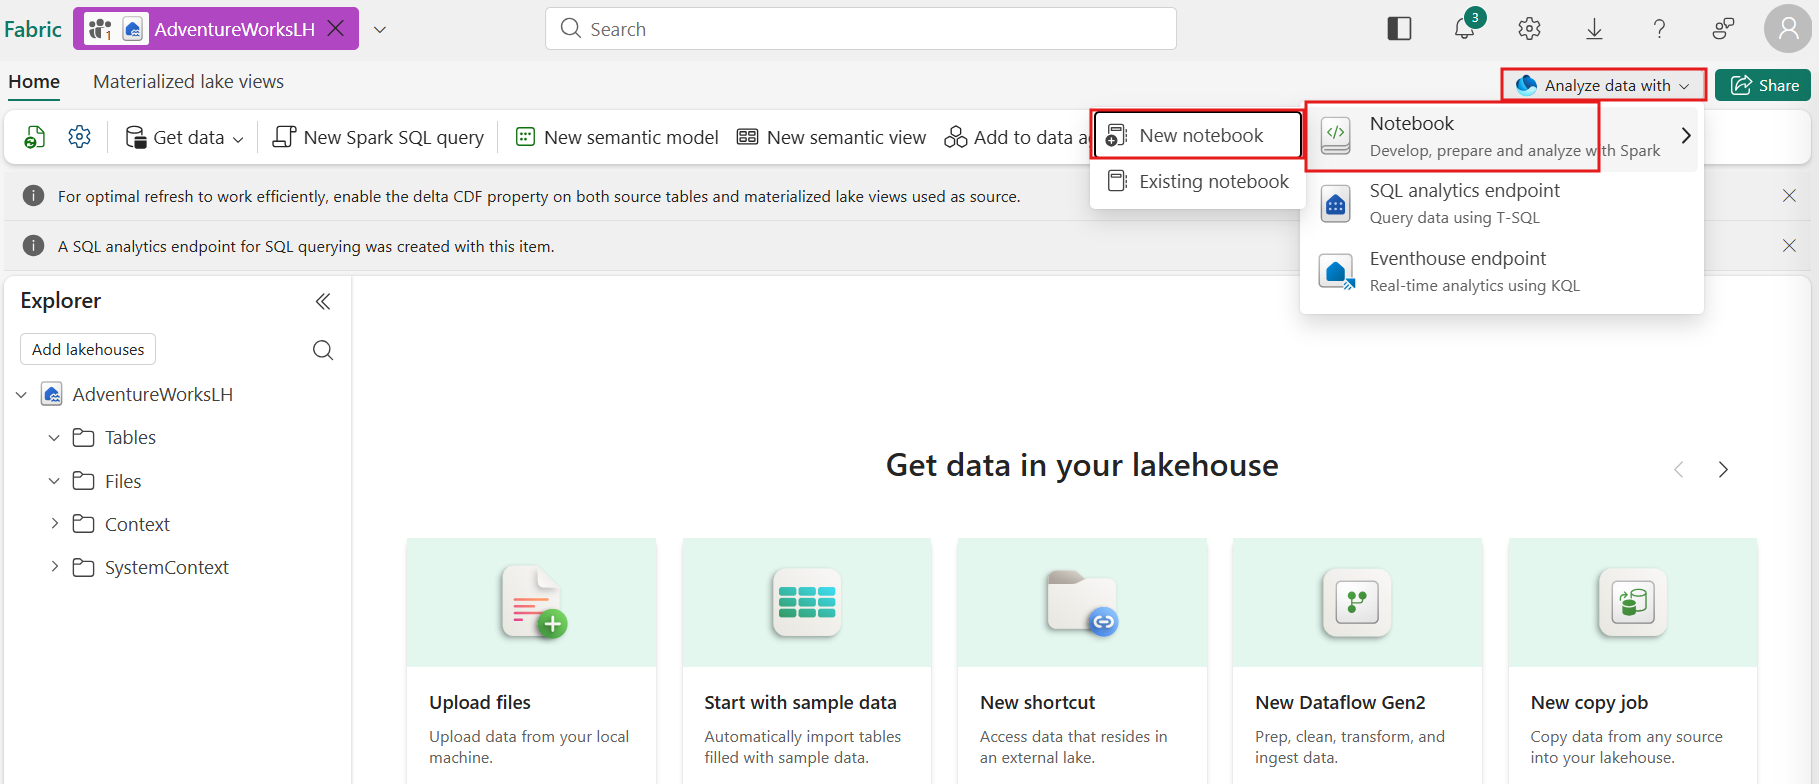 Fabric
1
AdventureWorksLH
Search
3
Home
Materialized lake views
Analyze data with
Share
Get data
New Spark SQL query
New semantic model
New semantic view
Add to data a
New notebook
Existing notebook
Notebook
Develop, prepare and analyze with Spark
SQL analytics endpoint
Query data using T-SQL
Eventhouse endpoint
Real-time analytics using KQL
For optimal refresh to work efficiently, enable the delta CDF property on both source tables and materialized lake views used as source.
A SQL analytics endpoint for SQL querying was created with this item.
Explorer
Add lakehouses
AdventureWorksLH
Tables
Files
Context
SystemContext
Get data in your lakehouse
Upload files
Upload data from your local
machine.
Start with sample data
Automatically import tables
filled with sample data.
New shortcut
Access data that resides in
an external lake.
New Dataflow Gen2
Prep, clean, transform, and
ingest data.
New copy job
Copy data from any source
into your lakehouse.